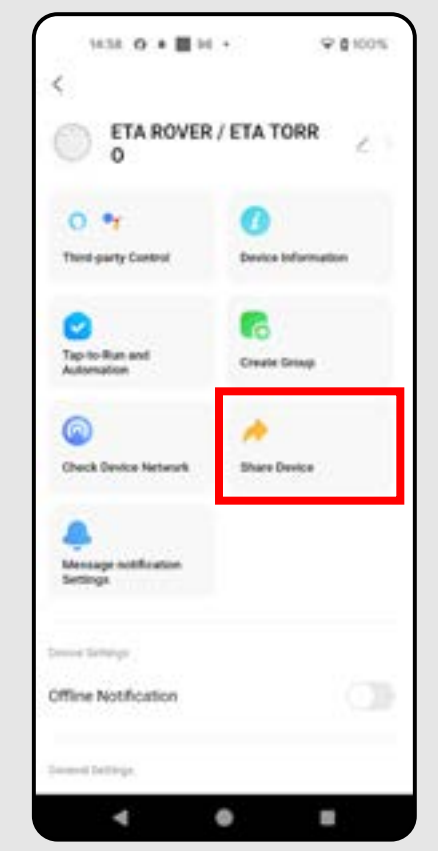 14:58
100%
ETA ROVER / ETA TORR
O
Third-party Control
Device Information
Tap-to-Run and
Automation
Create Group
Check Device Network
Share Device
Message notification
Settings
Device Settings
Offline Notification
General Settings